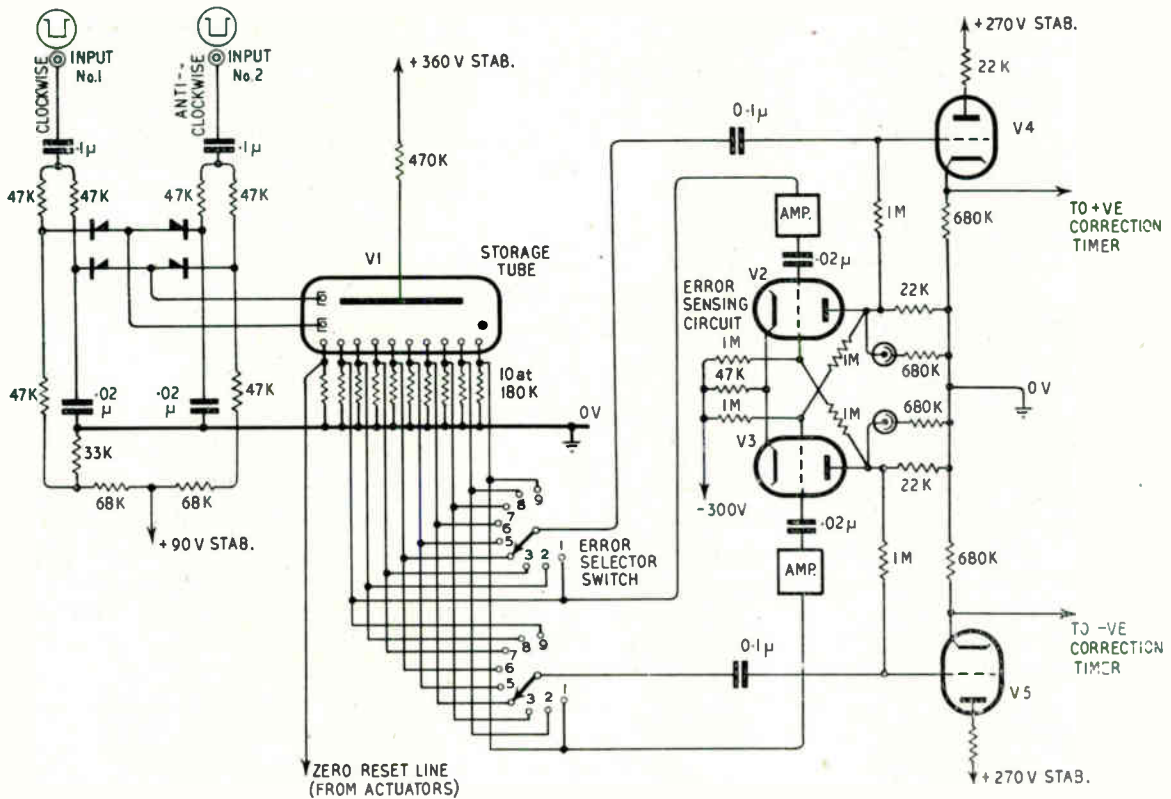 INPUT
No.1
CLOCKWISE
INPUT
No.2
ANTI-
CLOCKWISE
·1μ
·1μ
47K
47K
47K
47K
+360 V STAB.
470K
V1
STORAGE
TUBE
10 at
180K
47K
·02
μ
·02
μ
47K
33K
68K
68K
+90 V STAB.
0V
9
8
7
6
5
3
2
1
ERROR
SELECTOR
SWITCH
9
8
7
6
5
3
2
1
ZERO RESET LINE
(FROM ACTUATORS)
0·1μ
AMP.
·02μ
V2
ERROR
SENSING
CIRCUIT
1M
47K
1M
V3
-300V
·02μ
AMP.
0·1μ
1M
1M
1M
22K
680K
680K
22K
1M
+270 V STAB.
22K
V4
680K
TO +VE
CORRECTION
TIMER
0V
680K
TO -VE
CORRECTION
TIMER
V5
+270 V STAB.